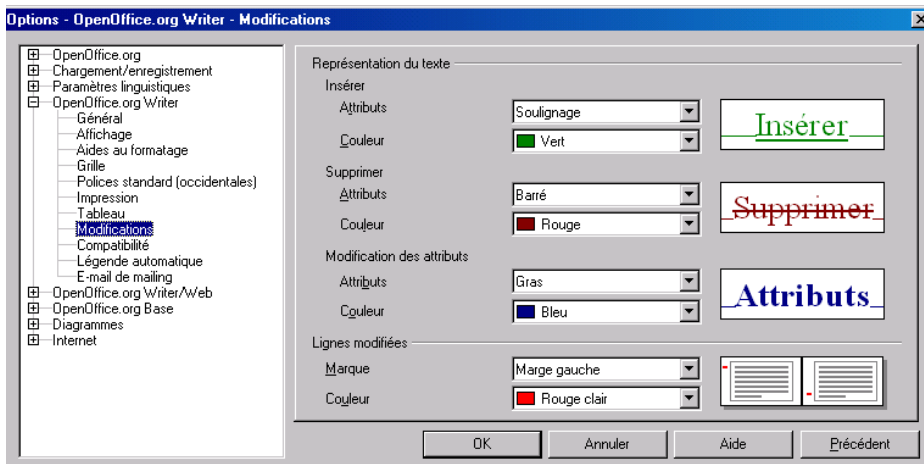 Options - OpenOffice.org Writer - Modifications
OpenOffice.org
Chargement/enregistrement
Paramètres linguistiques
OpenOffice.org Writer
Général
Affichage
Aides au formatage
Grille
Polices standard (occidentales)
Impression
Tableau
Modifications
Compatibilité
Légende automatique
E-mail de mailing
OpenOffice.org Writer/Web
OpenOffice.org Base
Diagrammes
Internet
Représentation du texte
Insérer
Attributs Soulignage
Couleur Vert
Insérer
Supprimer
Attributs Barré
Couleur Rouge
Supprimer
Modification des attributs
Attributs Gras
Couleur Bleu
Attributs
Lignes modifiées
Marque Marge gauche
Couleur Rouge clair
OK Annuler Aide Précédent